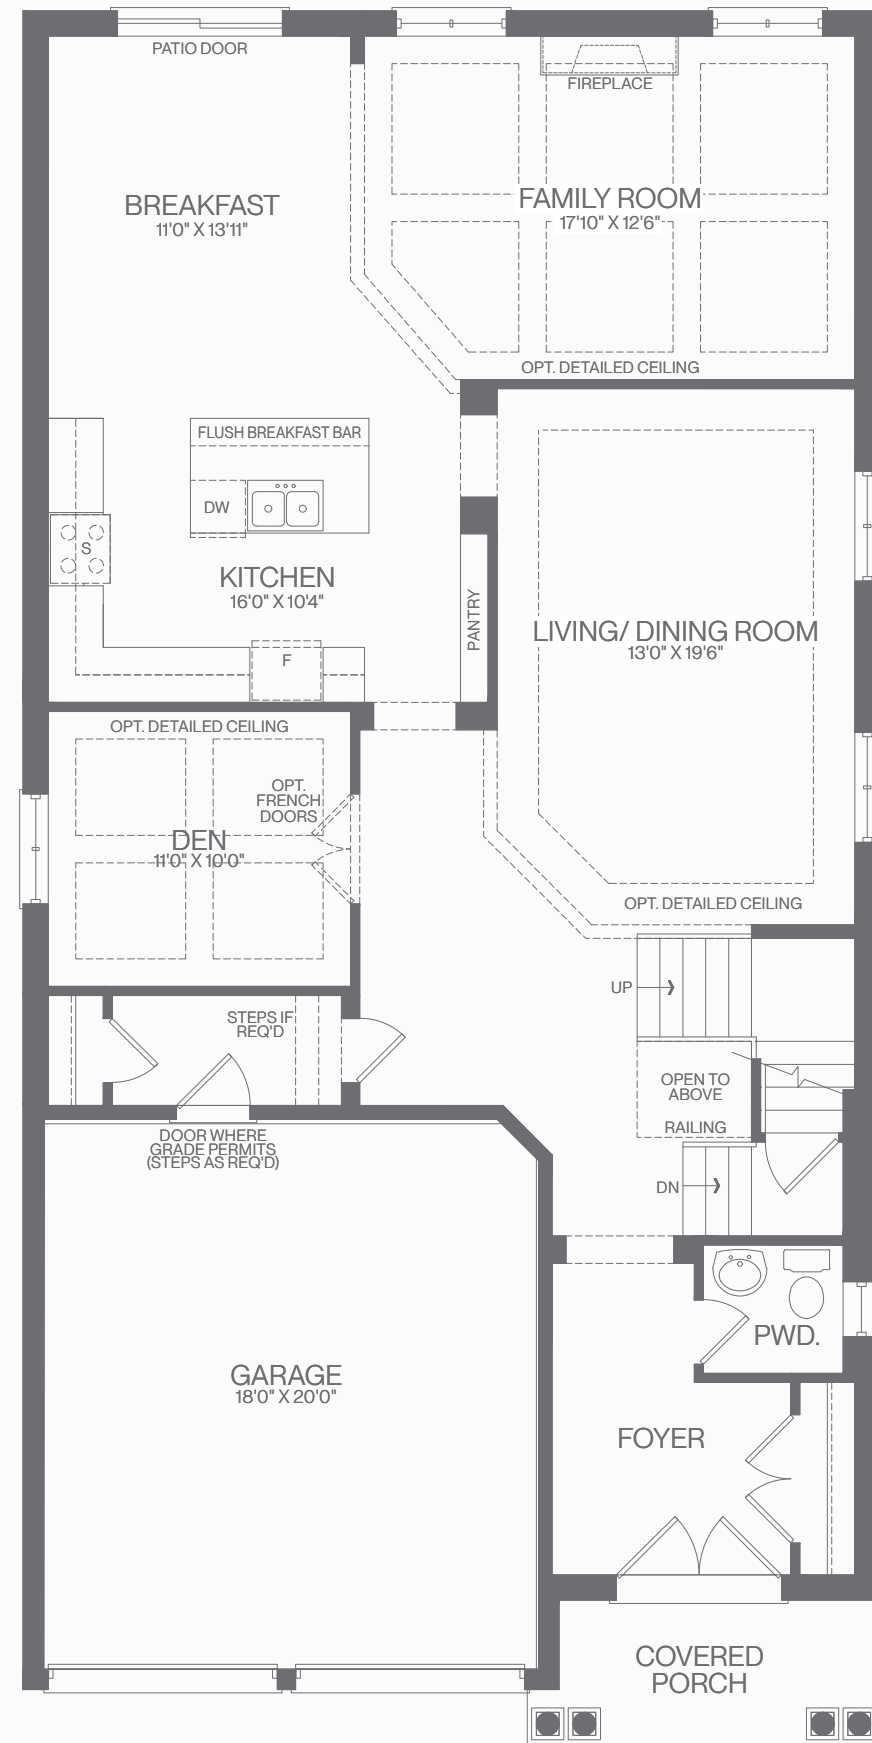 PATIO DOOR
FIREPLACE
BREAKFAST
11'0" X 13'11"
FAMILY ROOM
17'10" X 12'6"
OPT. DETAILED CEILING
FLUSH BREAKFAST BAR
DW
S
KITCHEN
16'0" X 10'4"
PANTRY
F
LIVING/ DINING ROOM
13'0" X 19'6"
OPT. DETAILED CEILING
OPT.
FRENCH
DOORS
DEN
11'0" X 10'0"
OPT. DETAILED CEILING
UP
STEPS IF
REQ'D
OPEN TO
ABOVE
RAILING
DOOR WHERE
GRADE PERMITS
(STEPS AS REQ'D)
DN
PWD.
GARAGE
18'0" X 20'0"
FOYER
COVERED
PORCH